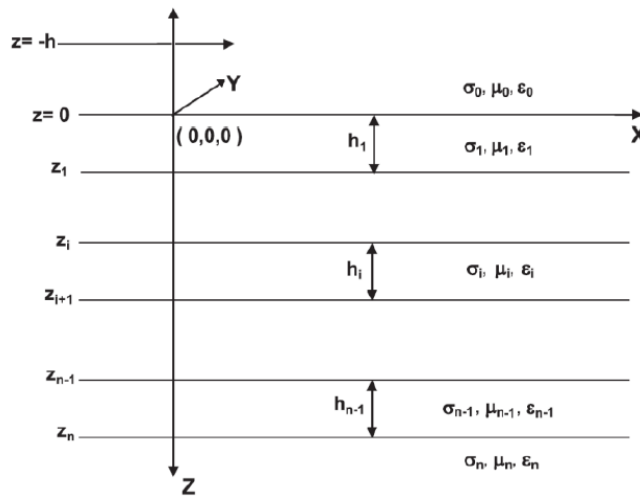 z= -h
Y
σ₀, μ₀, ε₀
z= 0
X
( 0,0,0 )
h₁
σ₁, μ₁, ε₁
z₁
zᵢ
hᵢ
σᵢ, μᵢ, εᵢ
zᵢ₊₁
zₙ₋₁
hₙ₋₁
σₙ₋₁, μₙ₋₁, εₙ₋₁
zₙ
σₙ, μₙ, εₙ
Z